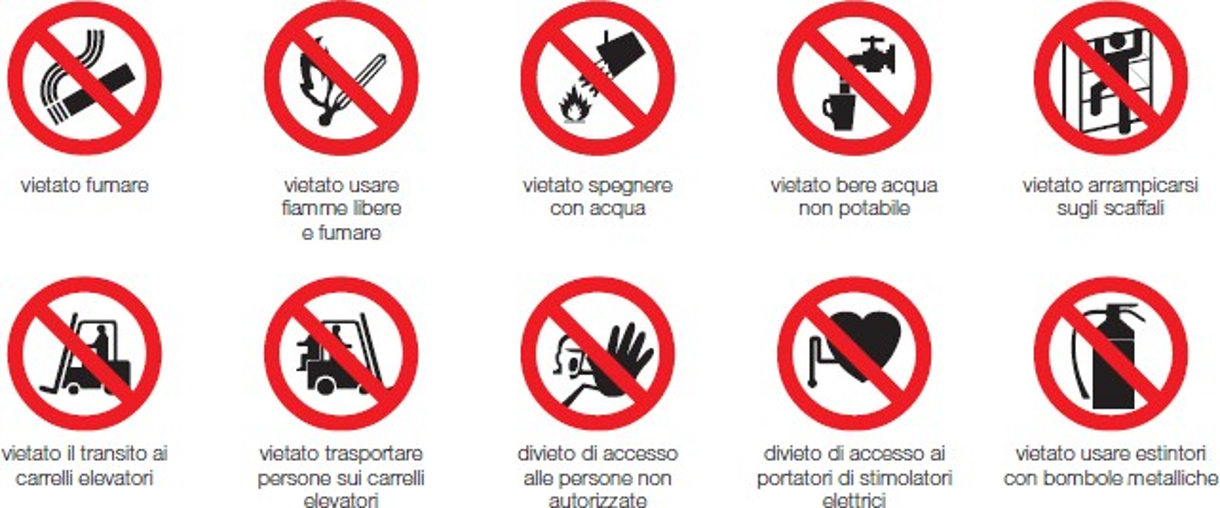 vietato fumare
vietato usare
fiamme libere
e fumare
vietato spegnere
con acqua
vietato bere acqua
non potabile
vietato arrampicarsi
sugli scaffali
vietato il transito ai
carrelli elevatori
vietato trasportare
persone sui carrelli
elevatori
divieto di accesso
alle persone non
autorizzate
divieto di accesso ai
portatori di stimolatori
elettrici
vietato usare estintori
con bombole metalliche